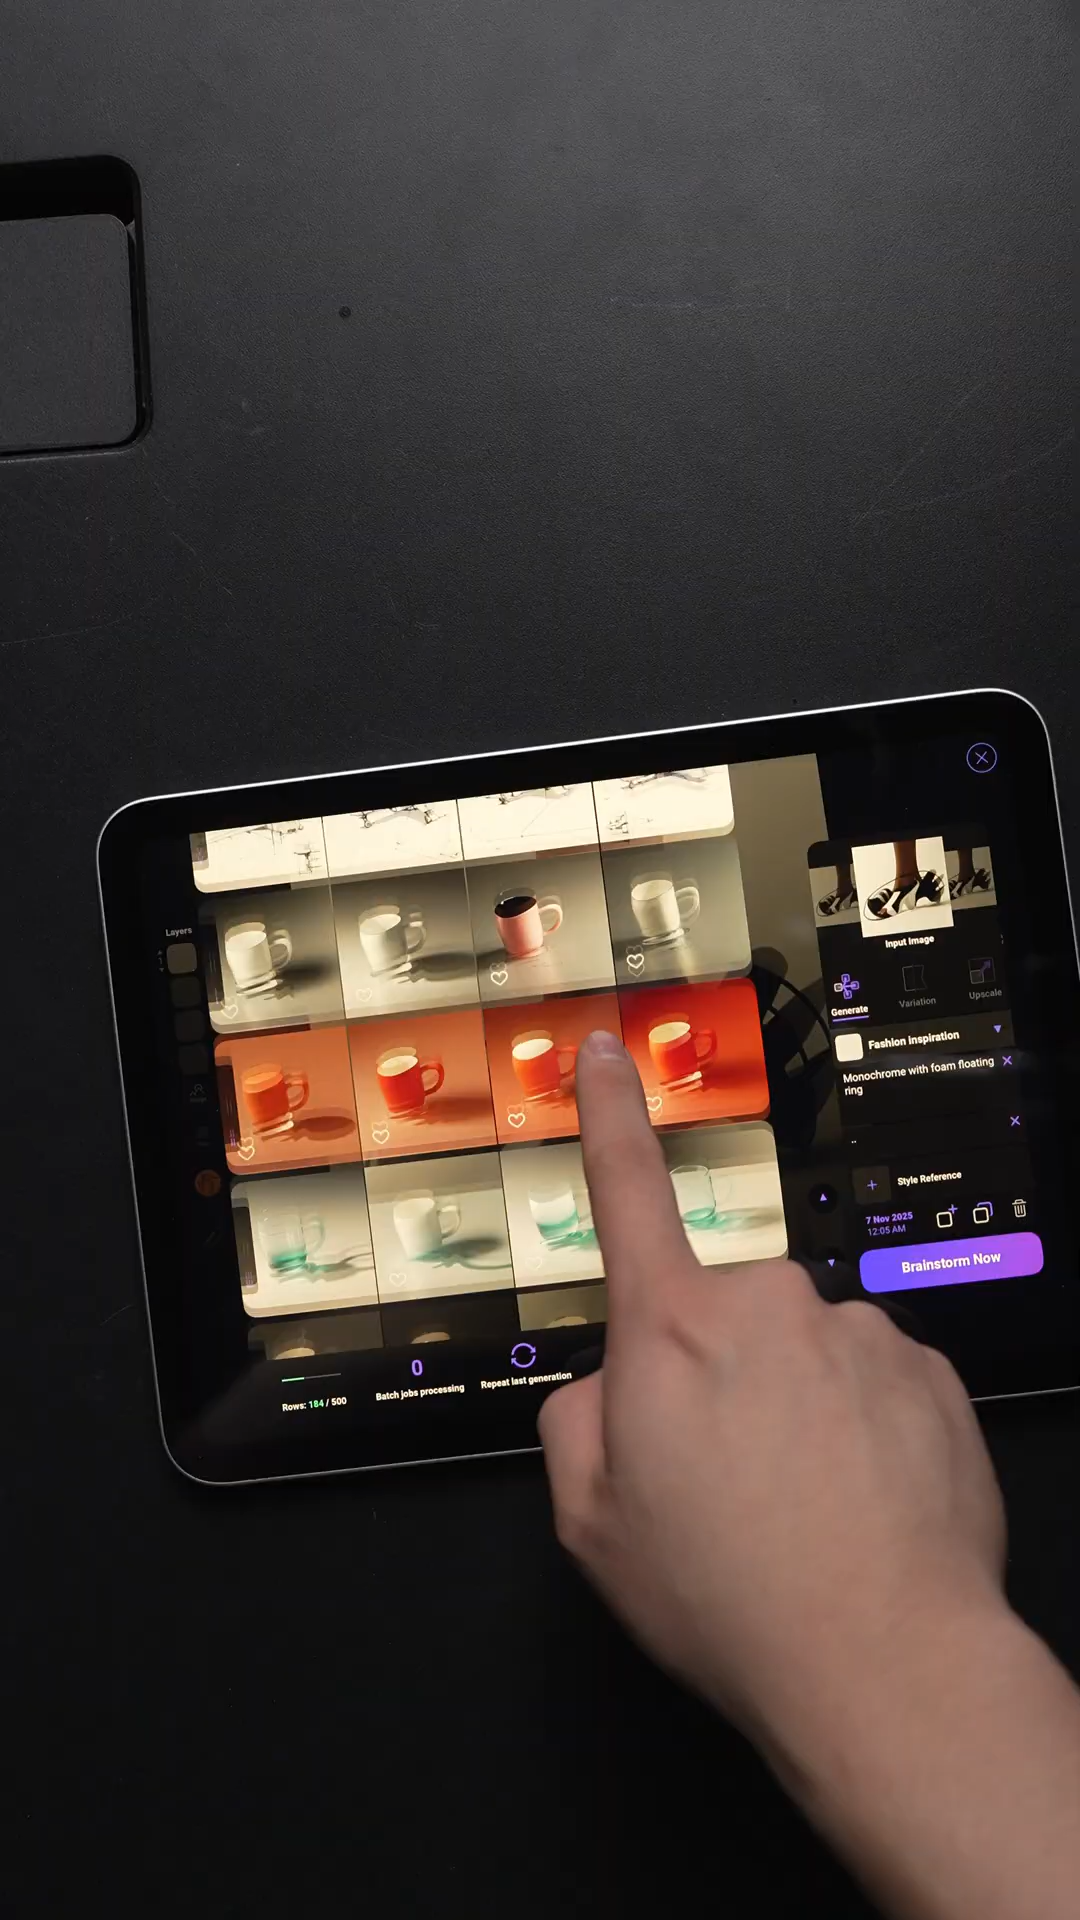 Layers
Input Image
Generate
Variation
Upscale
Fashion inspiration
Monochrome with foam floating
ring
..
Style Reference
7 Nov 2025
12:05 AM
Brainstorm Now
0
Rows: 184 / 500
Batch jobs processing
Repeat last generation